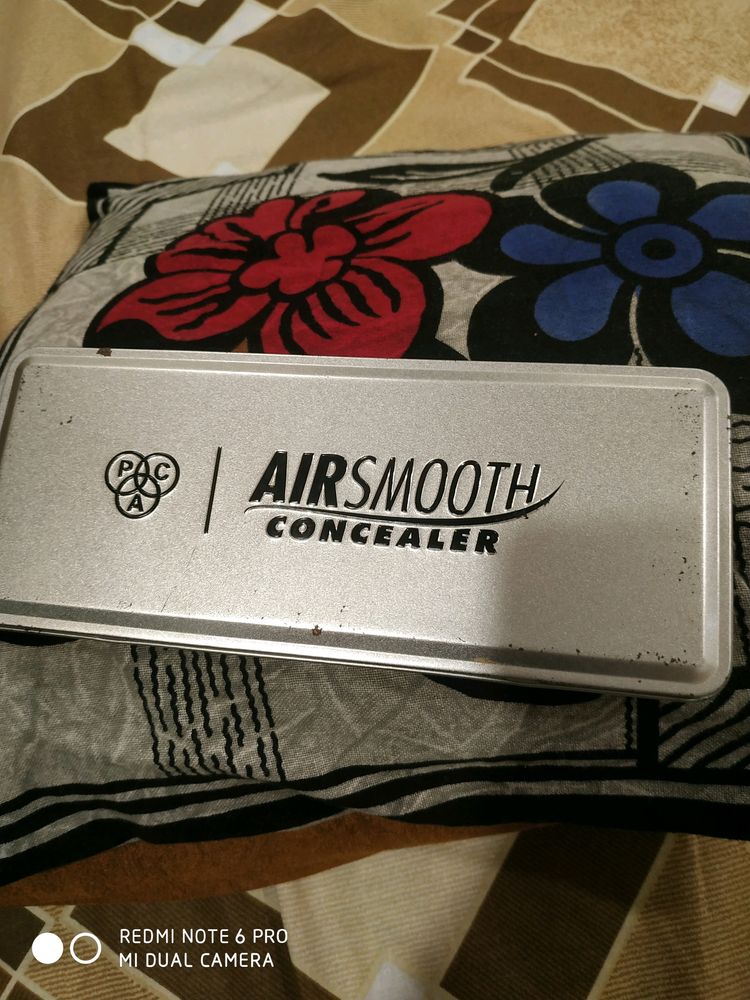 P C
A
AIRSMOOTH
CONCEALER
REDMI NOTE 6 PRO
MI DUAL CAMERA